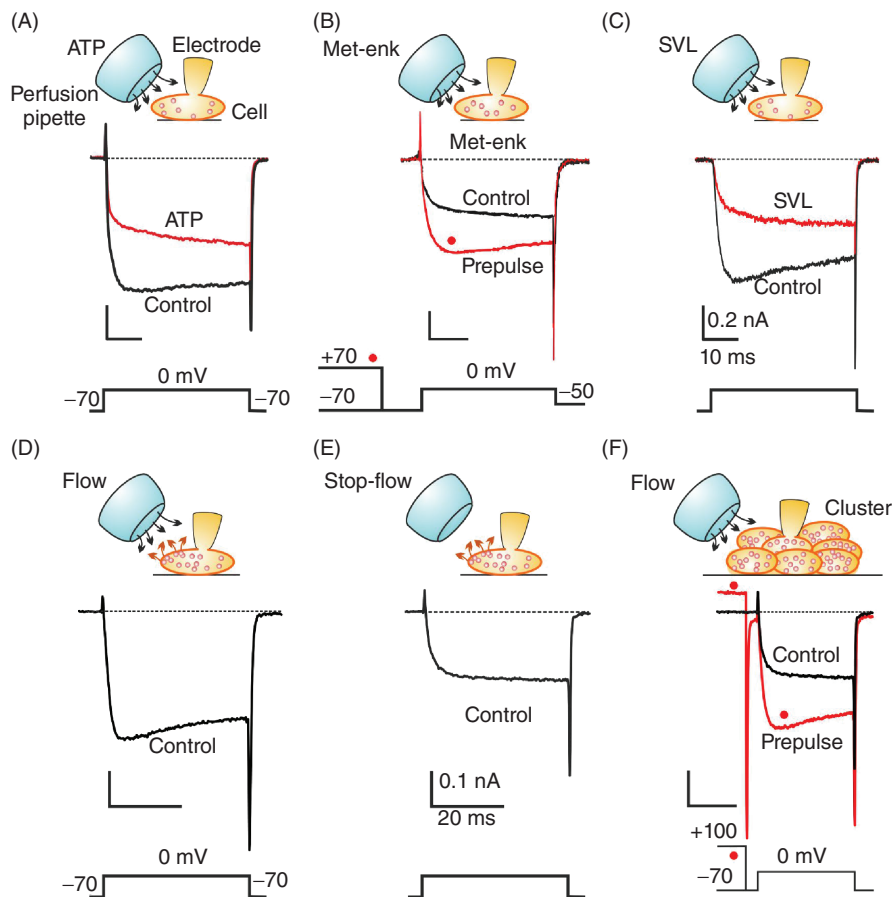 (A)
ATP
Electrode
Perfusion
pipette
Cell
ATP
Control
0 mV
−70
−70
(B)
Met-enk
Met-enk
Control
Prepulse
+70
0 mV
−70
−50
(C)
SVL
SVL
Control
0.2 nA
10 ms
(D)
Flow
Control
0 mV
−70
−70
(E)
Stop-flow
Control
0.1 nA
20 ms
(F)
Flow
Cluster
Control
Prepulse
+100
0 mV
−70